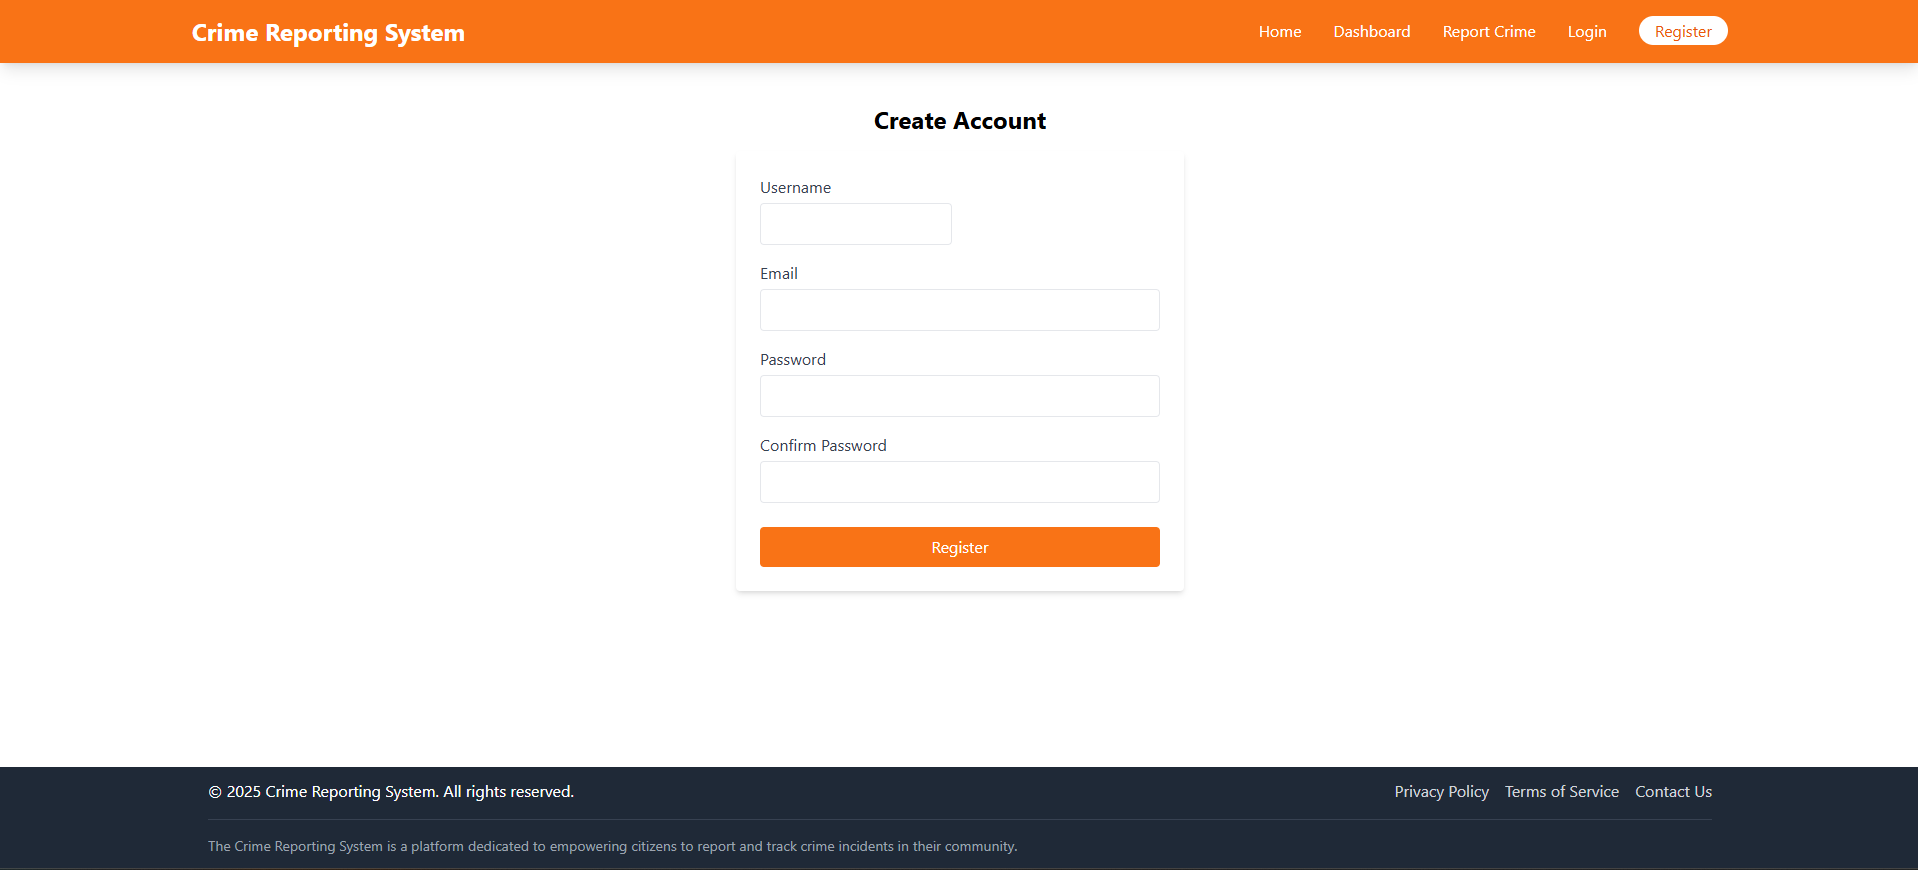 Crime Reporting System
Home Dashboard Report Crime Login Register
Create Account
Username
Email
Password
Confirm Password
Register
© 2025 Crime Reporting System. All rights reserved.
Privacy Policy Terms of Service Contact Us
The Crime Reporting System is a platform dedicated to empowering citizens to report and track crime incidents in their community.